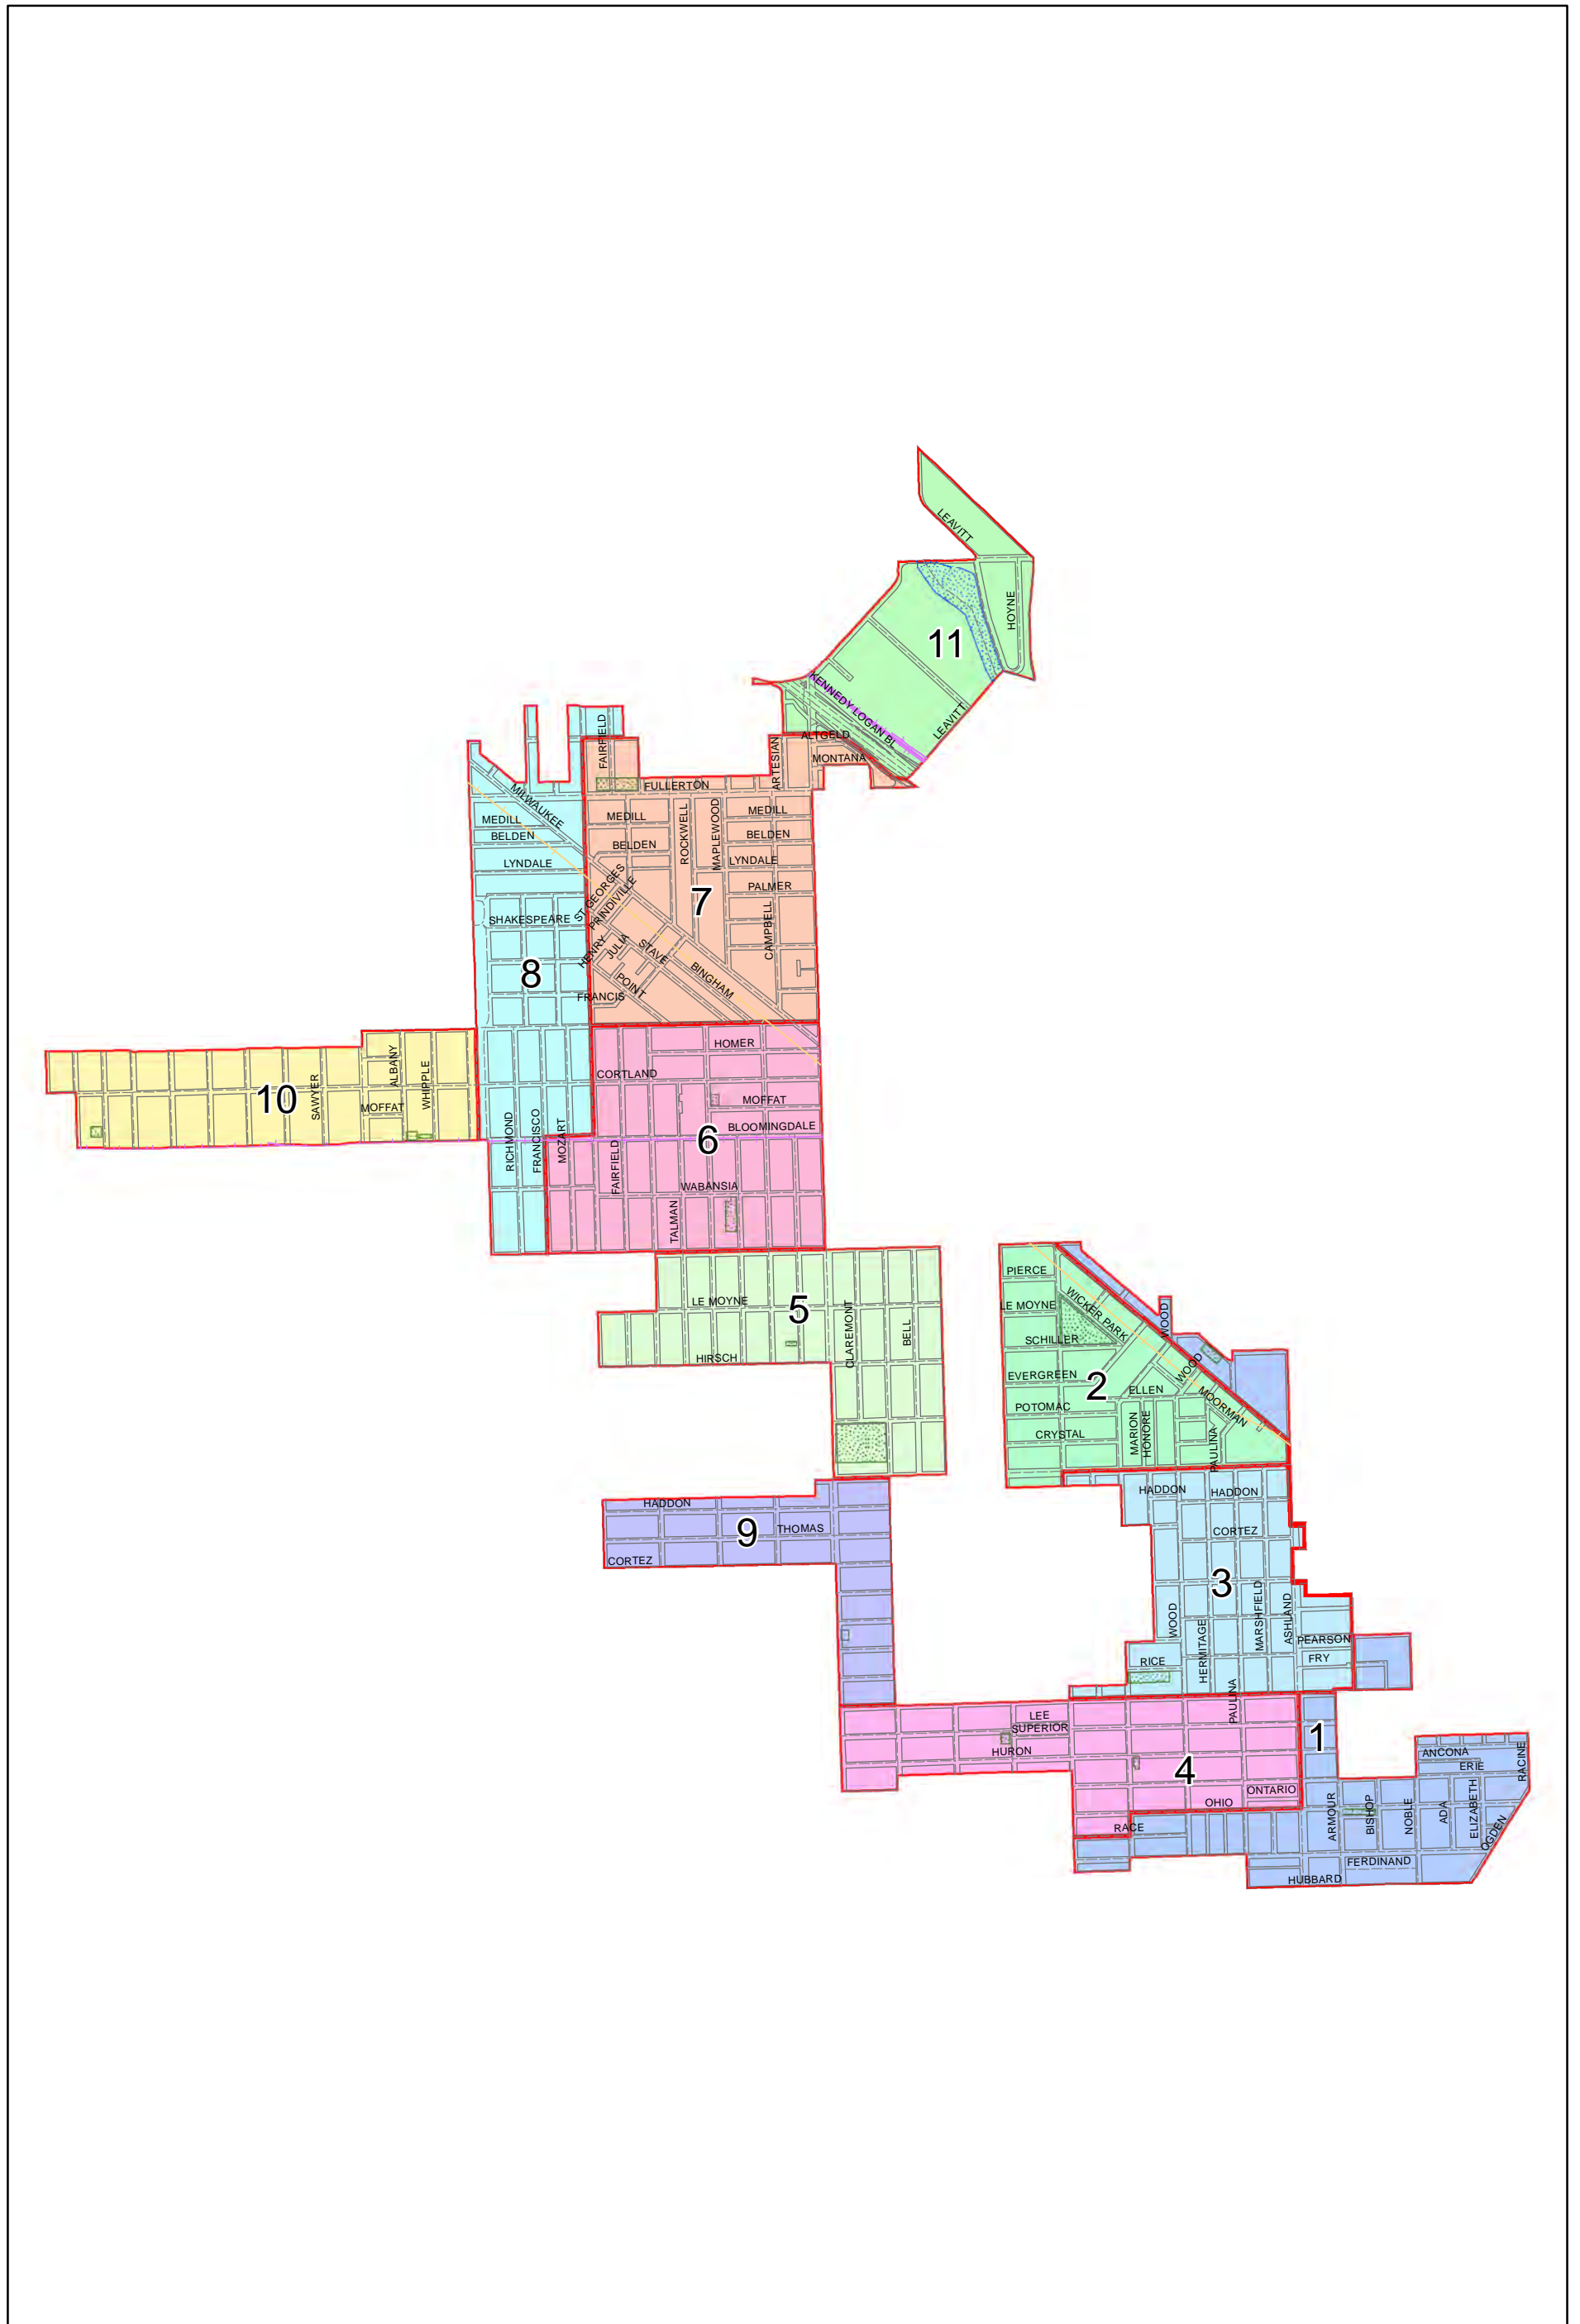 LEAVITT
HOYNE
11
KENNEDY LOGAN BL
LEAVITT
ALTGELD
MONTANA
ARTESIAN
FAIRFIELD
FULLERTON
MILWAUKEE
MEDILL
BELDEN
LYNDALE
SHAKESPEARE
8
RICHMOND
FRANCISCO
MOZART
MEDILL
BELDEN
ROCKWELL
MAPLEWOOD
MEDILL
BELDEN
LYNDALE
PALMER
CAMPBELL
7
ST GEORGES
PRINDIVILLE
HENRY
JULIA
STAVE
POINT
FRANCIS
BINGHAM
10
SAWYER
ALBANY
WHIPPLE
MOFFAT
HOMER
CORTLAND
MOFFAT
BLOOMINGDALE
6
FAIRFIELD
WABANSIA
TALMAN
LE MOYNE
5
CLAREMONT
BELL
HIRSCH
PIERCE
LE MOYNE
WICKER PARK
SCHILLER
WOOD
EVERGREEN
2
ELLEN
WOOD
POTOMAC
MOORMAN
CRYSTAL
MARION
HONORE
PAULINA
HADDON
9
THOMAS
CORTEZ
HADDON
HADDON
CORTEZ
3
WOOD
HERMITAGE
MARSHFIELD
ASHLAND
PEARSON
FRY
RICE
PAULINA
LEE
SUPERIOR
HURON
4
ONTARIO
OHIO
RACE
1
ANCONA
ERIE
RACINE
ARMOUR
BISHOP
NOBLE
ADA
ELIZABETH
OGDEN
FERDINAND
HUBBARD